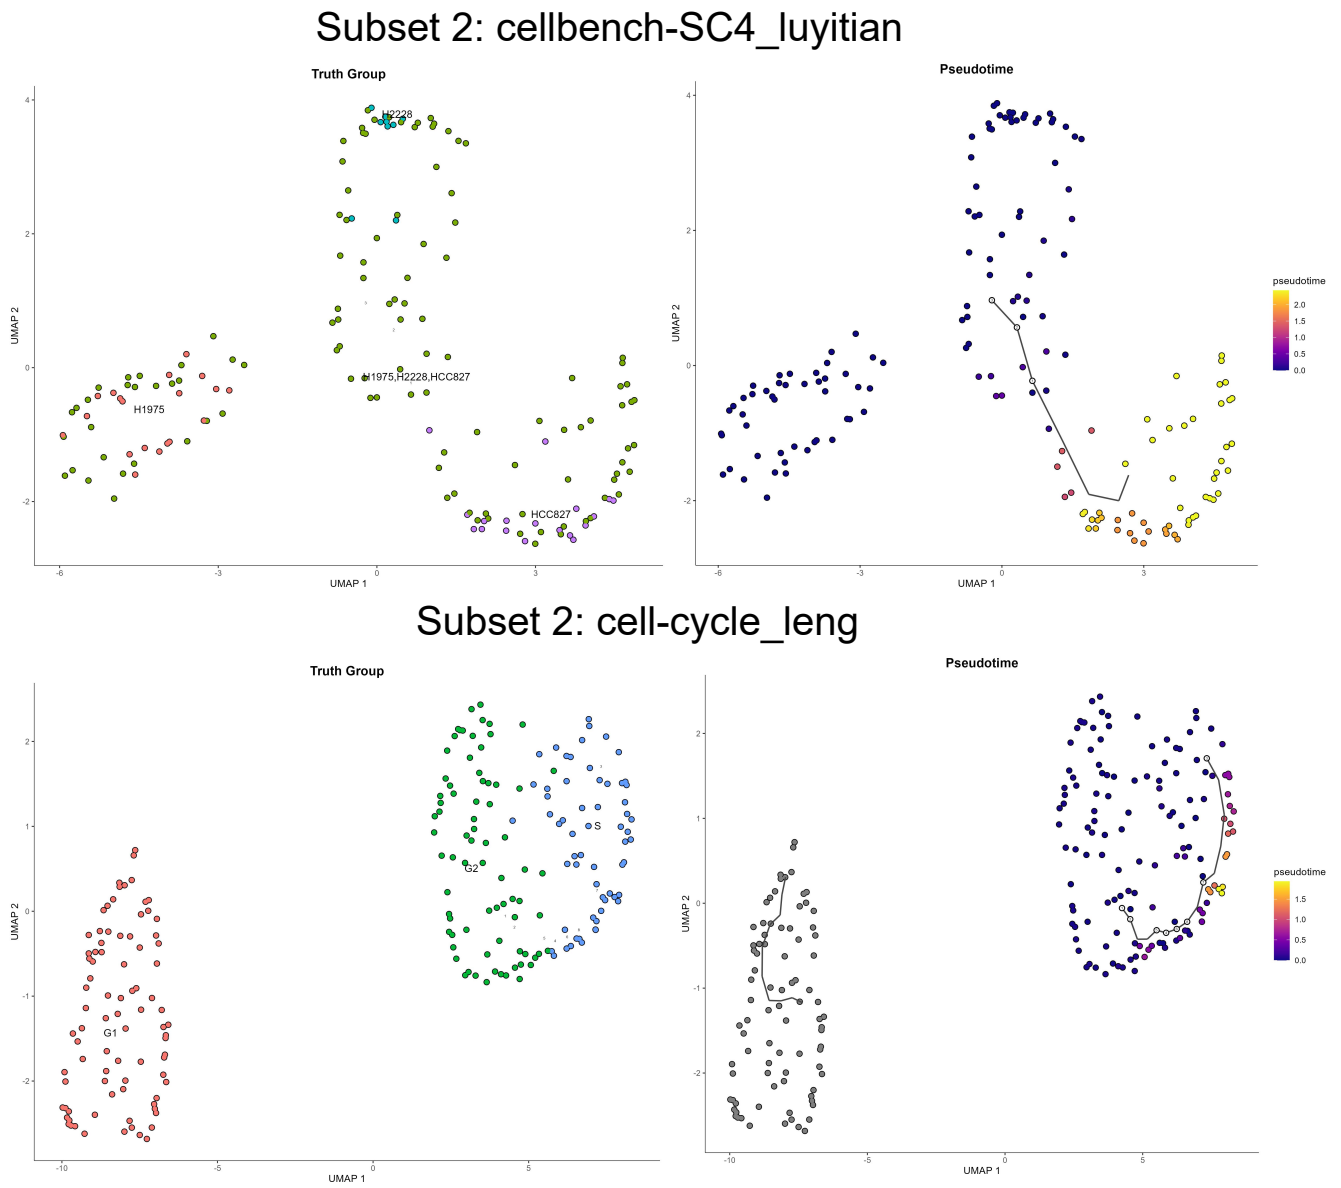 Subset 2: cellbench-SC4_luyitian
Truth Group
Pseudotime
4
2
0
-2
-6
-3
0
3
UMAP 1
UMAP 2
H2228
H1975
H1975,H2228,HCC827
HCC827
4
2
0
-2
-6
-3
0
3
UMAP 1
UMAP 2
pseudotime
2.0
1.5
1.0
0.5
0.0
Subset 2: cell-cycle_leng
Truth Group
Pseudotime
2
1
0
-1
-2
-10
-5
0
5
UMAP 1
UMAP 2
G2
S
G1
2
1
0
-1
-2
-10
-5
0
5
UMAP 1
UMAP 2
pseudotime
1.5
1.0
0.5
0.0